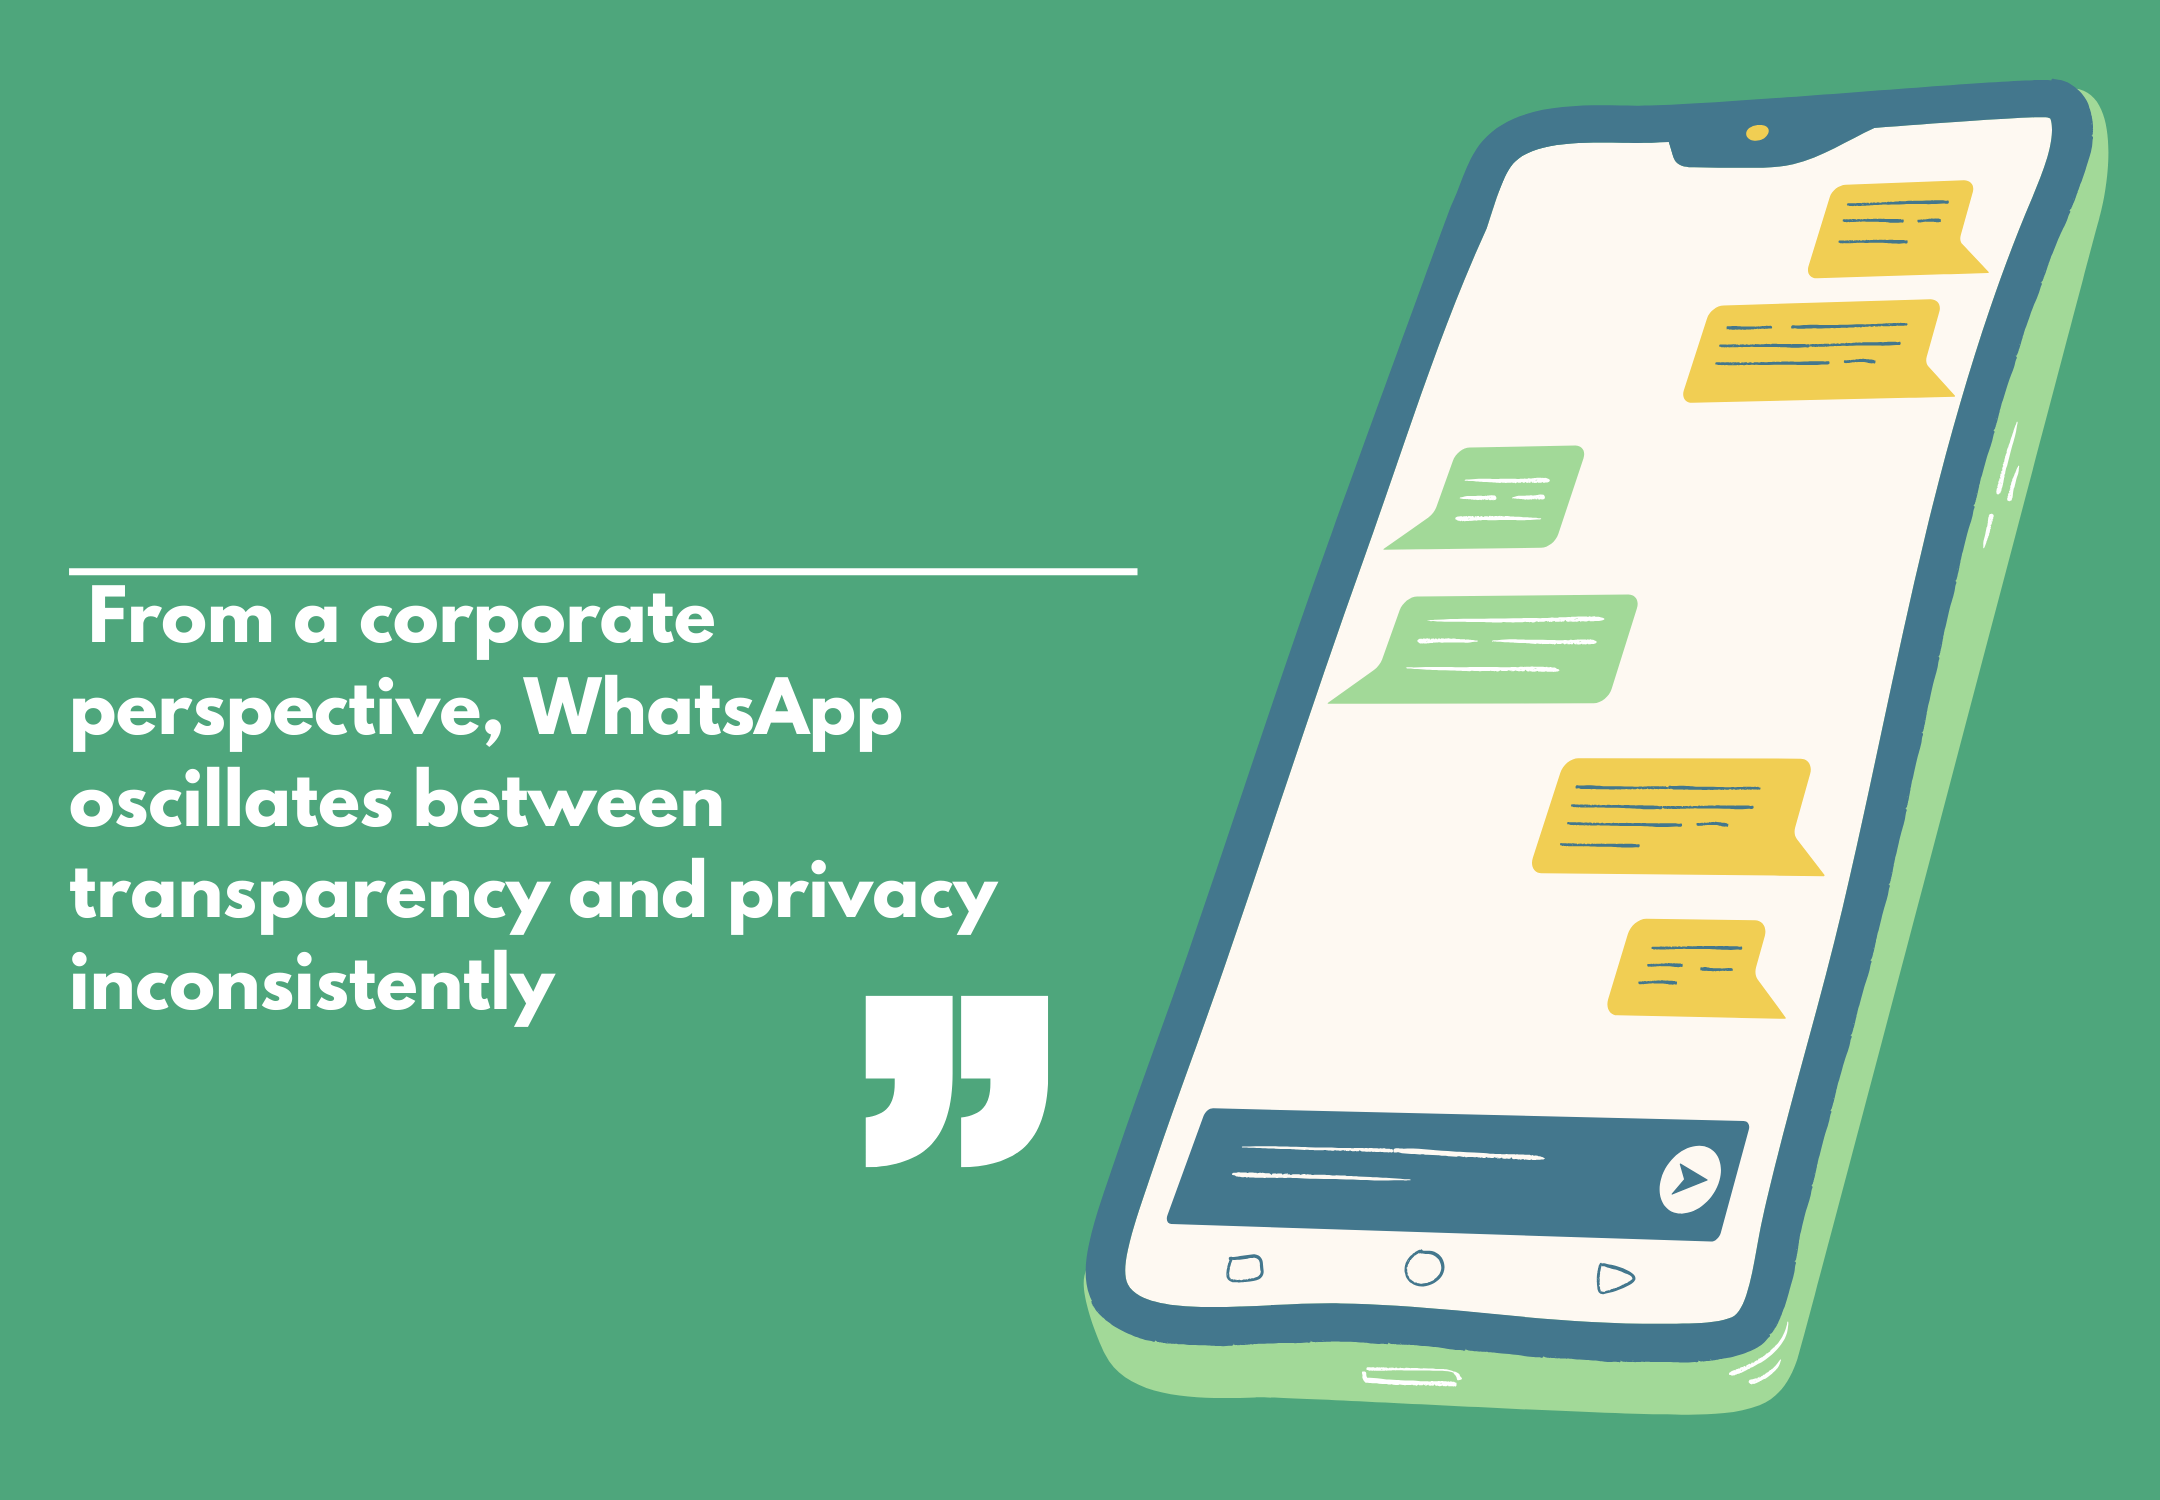 From a corporate
perspective, WhatsApp
oscillates between
transparency and privacy
inconsistently
”